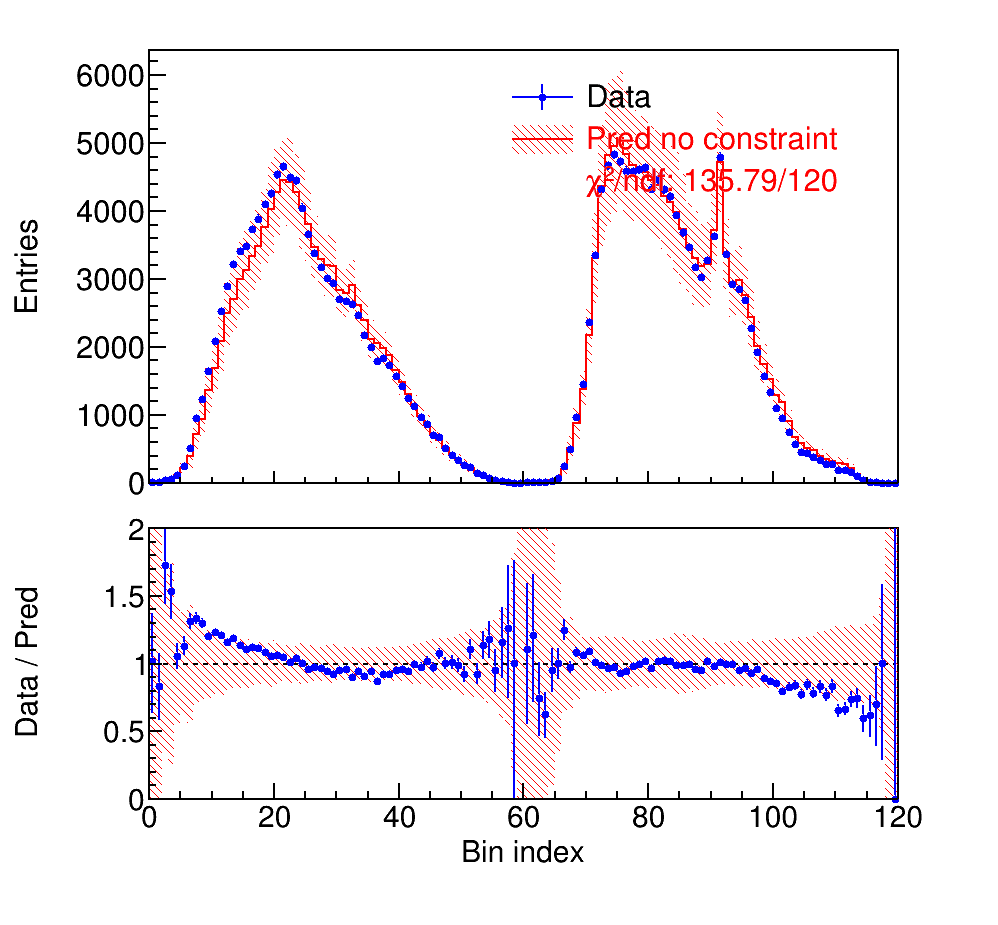 6000
5000
4000
3000
2000
1000
0
Entries
Data
Pred no constraint
χ²/ndf: 135.79/120
2
1.5
1
0.5
0
Data / Pred
0 20 40 60 80 100 120
Bin index